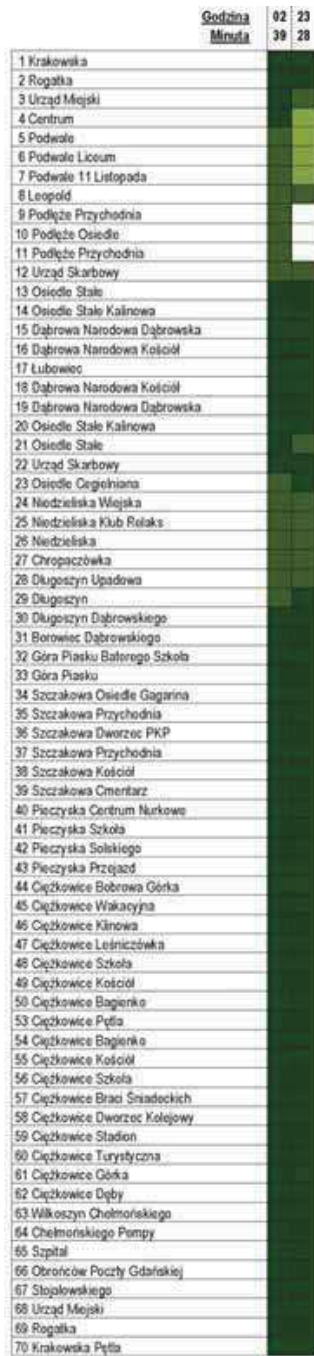 Godzina 02 23
Minuta 39 28
1 Krakowska
2 Rogatka
3 Urząd Miejski
4 Centrum
5 Podwale
6 Podwale Liceum
7 Podwale 11 Listopada
8 Leopold
9 Podłęże Przychodnia
10 Podłęże Osiedle
11 Podłęże Przychodnia
12 Urząd Skarbowy
13 Osiedle Stałe
14 Osiedle Stałe Kalinowa
15 Dąbrowa Narodowa Dąbrowska
16 Dąbrowa Narodowa Kościół
17 Łubowiec
18 Dąbrowa Narodowa Kościół
19 Dąbrowa Narodowa Dąbrowska
20 Osiedle Stałe Kalinowa
21 Osiedle Stałe
22 Urząd Skarbowy
23 Osiedle Cegielniana
24 Niedzieliska Wiejska
25 Niedzieliska Klub Relaks
26 Niedzieliska
27 Chropaczówka
28 Długoszyn Upadowa
29 Długoszyn
30 Długoszyn Dąbrowskiego
31 Borowiec Dąbrowskiego
32 Góra Piasku Batorego Szkoła
33 Góra Piasku
34 Szczakowa Osiedle Gagarina
35 Szczakowa Przychodnia
36 Szczakowa Dworzec PKP
37 Szczakowa Przychodnia
38 Szczakowa Kościół
39 Szczakowa Cmentarz
40 Pieczyska Centrum Nurkowe
41 Pieczyska Szkoła
42 Pieczyska Solskiego
43 Pieczyska Przejazd
44 Ciężkowice Bobrowa Górka
45 Ciężkowice Wakacyjna
46 Ciężkowice Klinowa
47 Ciężkowice Leśniczówka
48 Ciężkowice Szkoła
49 Ciężkowice Kościół
50 Ciężkowice Bagienko
53 Ciężkowice Pętla
54 Ciężkowice Bagienko
55 Ciężkowice Kościół
56 Ciężkowice Szkoła
57 Ciężkowice Braci Śniadeckich
58 Ciężkowice Dworzec Kolejowy
59 Ciężkowice Stadion
60 Ciężkowice Turystyczna
61 Ciężkowice Górka
62 Ciężkowice Dęby
63 Wilkoszyn Chełmońskiego
64 Chełmońskiego Pompy
65 Szpital
66 Obrońców Poczty Gdańskiej
67 Stojałowskiego
68 Urząd Miejski
69 Rogatka
70 Krakowska Pętla